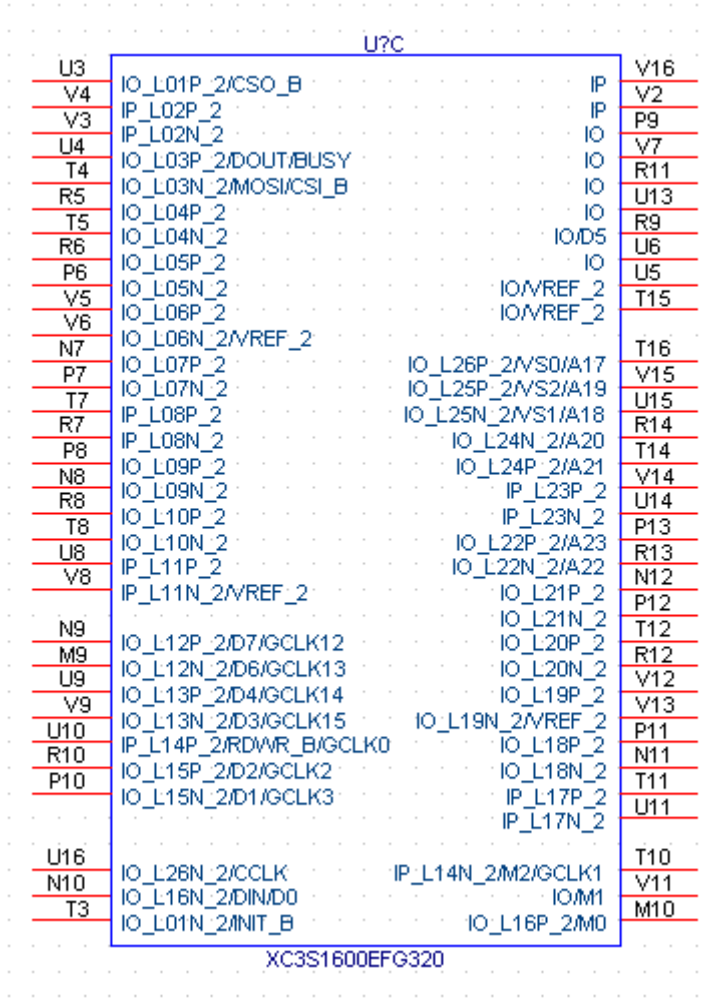 U?C
U3 IO_L01P_2/CSO_B IP V16
V4 IP_L02P_2 IP V2
V3 IP_L02N_2 IO P9
U4 IO_L03P_2/DOUT/BUSY IO V7
T4 IO_L03N_2/MOSI/CSI_B IO R11
R5 IO_L04P_2 IO U13
T5 IO_L04N_2 IO/D5 R9
R6 IO_L05P_2 IO U6
P6 IO_L05N_2 IO/VREF_2 U5
V5 IO_L06P_2 IO/VREF_2 T15
V6 IO_L06N_2/VREF_2
N7 IO_L07P_2 IO_L26P_2/VS0/A17 T16
P7 IO_L07N_2 IO_L25P_2/VS2/A19 V15
T7 IP_L08P_2 IO_L25N_2/VS1/A18 U15
R7 IP_L08N_2 IO_L24N_2/A20 R14
P8 IO_L09P_2 IO_L24P_2/A21 T14
N8 IO_L09N_2 IP_L23P_2 V14
R8 IO_L10P_2 IP_L23N_2 U14
T8 IO_L10N_2 IO_L22P_2/A23 P13
U8 IP_L11P_2 IO_L22N_2/A22 R13
V8 IP_L11N_2/VREF_2 IO_L21P_2 N12
IO_L21N_2 P12
N9 IO_L12P_2/D7/GCLK12 IO_L20P_2 T12
M9 IO_L12N_2/D6/GCLK13 IO_L20N_2 R12
U9 IO_L13P_2/D4/GCLK14 IO_L19P_2 V12
V9 IO_L13N_2/D3/GCLK15 IO_L19N_2/VREF_2 V13
U10 IP_L14P_2/RDWR_B/GCLK0 IO_L18P_2 P11
R10 IO_L15P_2/D2/GCLK2 IO_L18N_2 N11
P10 IO_L15N_2/D1/GCLK3 IP_L17P_2 T11
IP_L17N_2 U11
U16 IO_L26N_2/CCLK IP_L14N_2/M2/GCLK1 T10
N10 IO_L16N_2/DIN/D0 IO/M1 V11
T3 IO_L01N_2/INIT_B IO_L16P_2/M0 M10
XC3S1600EFG320